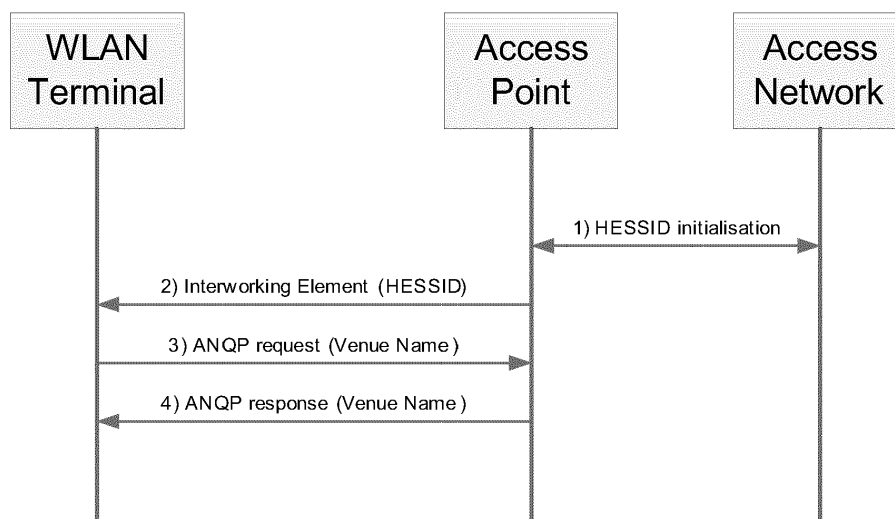 WLAN
Terminal
Access
Point
Access
Network
1) HESSID initialisation
2) Interworking Element (HESSID)
3) ANQP request (Venue Name)
4) ANQP response (Venue Name)